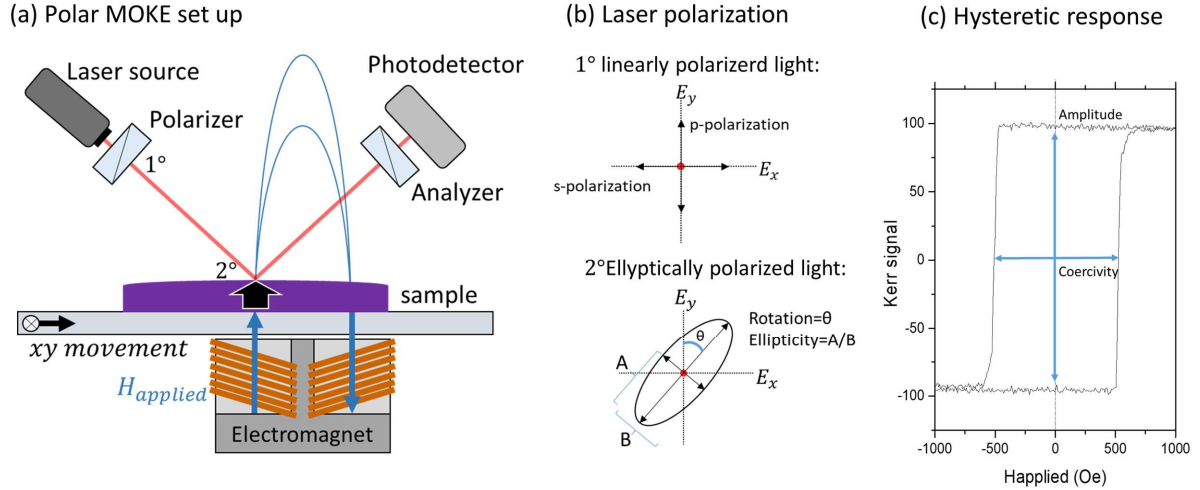 (a) Polar MOKE set up
Laser source
Polarizer
1°
Photodetector
Analyzer
2°
sample
xy movement
H_applied
Electromagnet
(b) Laser polarization
1° linearly polarizerd light:
E_y
p-polarization
s-polarization
E_x
2°Ellyptically polarized light:
E_y
Rotation=θ
Ellipticity=A/B
θ
A
E_x
B
(c) Hysteretic response
Amplitude
Coercivity
Kerr signal
100
50
0
-50
-100
-1000 -500 0 500 1000
Happlied (Oe)